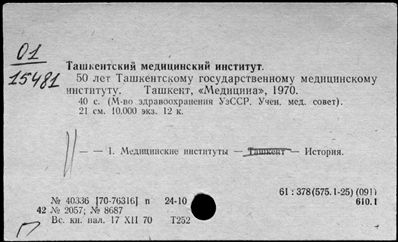 01
15481
Ташкентский медицинский институт.
50 лет Ташкентскому государственному медицинскому
институту. Ташкент, «Медицина», 1970.
40 с. (М-во здравоохранения УзССР. Учен. мед. совет).
21 см. 10.000 экз. 12 к.
— — 1. Медицинские институты — Ташкент — История.
61 : 378(575.1-25) (091)
№ 40336 [70-76316] п 24-10 610.1
42 № 2057; № 8687
Вс. кн. пал. 17 XII 70 Т252